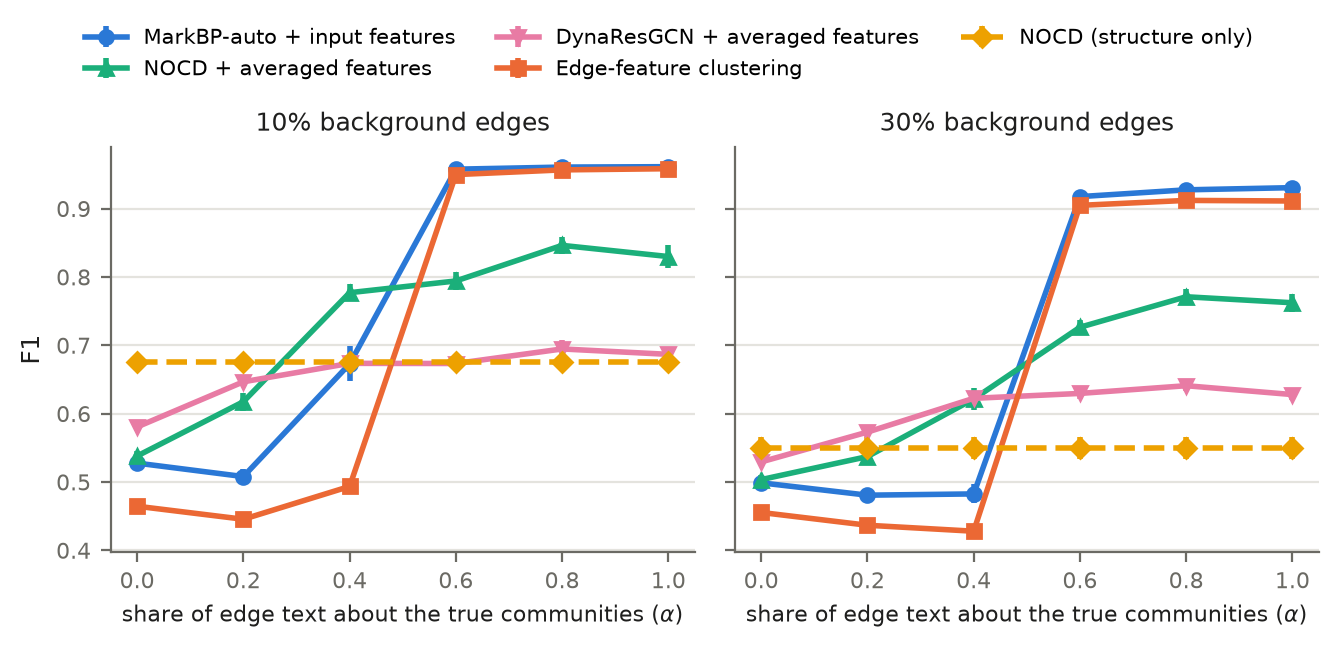 MarkBP-auto + input features
DynaResGCN + averaged features
NOCD (structure only)
NOCD + averaged features
Edge-feature clustering
10% background edges
30% background edges
F1
0.9
0.8
0.7
0.6
0.5
0.4
0.0 0.2 0.4 0.6 0.8 1.0
0.0 0.2 0.4 0.6 0.8 1.0
share of edge text about the true communities (α)
share of edge text about the true communities (α)